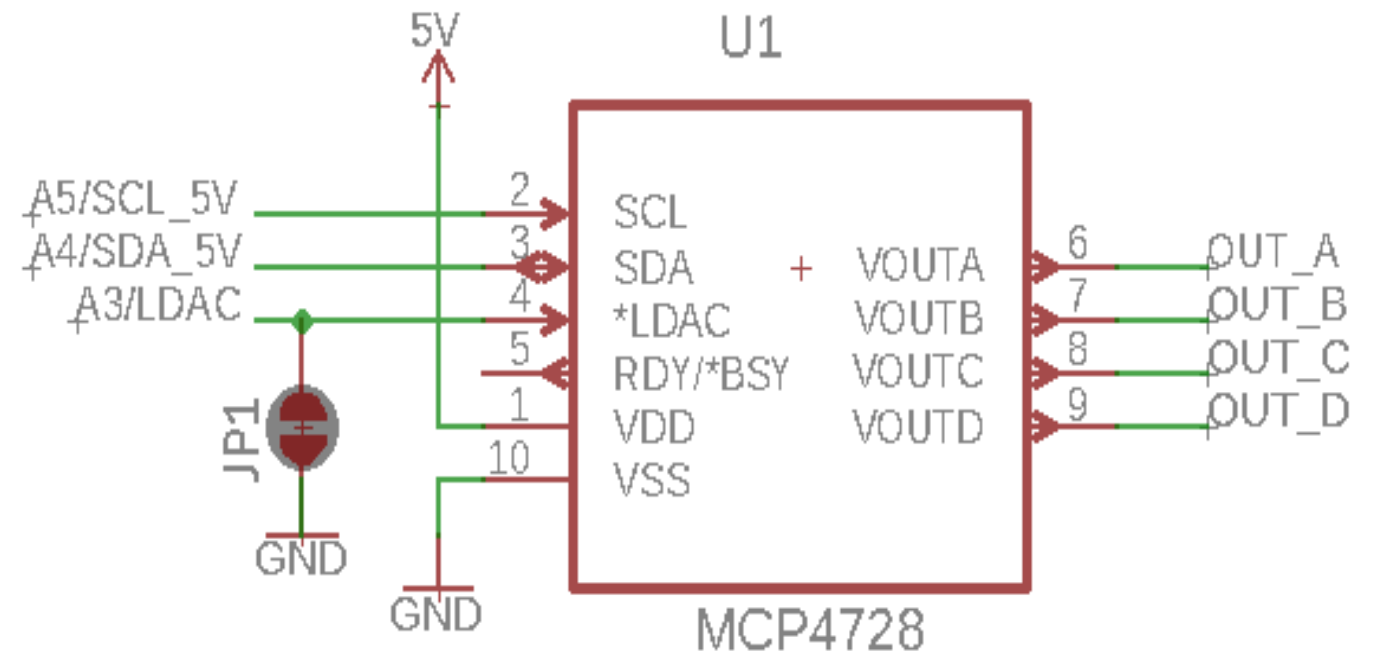 5V
U1
A5/SCL_5V
2
SCL
A4/SDA_5V
3
SDA
VOUTA
6
OUT_A
A3/LDAC
4
*LDAC
VOUTB
7
OUT_B
5
RDY/*BSY
VOUTC
8
OUT_C
JP1
1
VDD
VOUTD
9
OUT_D
10
VSS
GND
GND
MCP4728